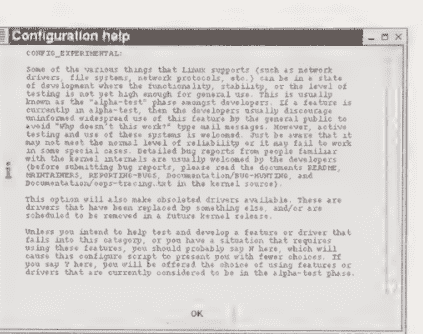 Configuration help
CONFIG_EXPERIMENTAL:
Some of the various things that Linux supports (such as network
drivers, file systems, network protocols, etc.) can be in a state
of development where the functionality, stability, or the level of
testing is not yet high enough for general use. This is usually
known as the "alpha-test" phase amongst developers. If a feature is
currently in alpha-test, then the developers usually discourage
uninformed widespread use of this feature by the general public to
avoid "Why doesn't this work?" type mail messages. However, active
testing and use of these systems is welcomed. Just be aware that it
may not meet the normal level of reliability or it may fail to work
in some special cases. Detailed bug reports from people familiar
with the kernel internals are usually welcomed by the developers
(before submitting bug reports, please read the documents README,
MAINTAINERS, REPORTING-BUGS, Documentation/BUG-HUNTING, and
Documentation/oops-tracing.txt in the kernel source).
This option will also make obsoleted drivers available. These are
drivers that have been replaced by something else, and/or are
scheduled to be removed in a future kernel release.
Unless you intend to help test and develop a feature or driver that
falls into this category, or you have a situation that requires
using these features, you should probably say N here, which will
cause this configure script to present you with fewer choices. If
you say Y here, you will be offered the choice of using features or
drivers that are currently considered to be in the alpha-test phase.
OK